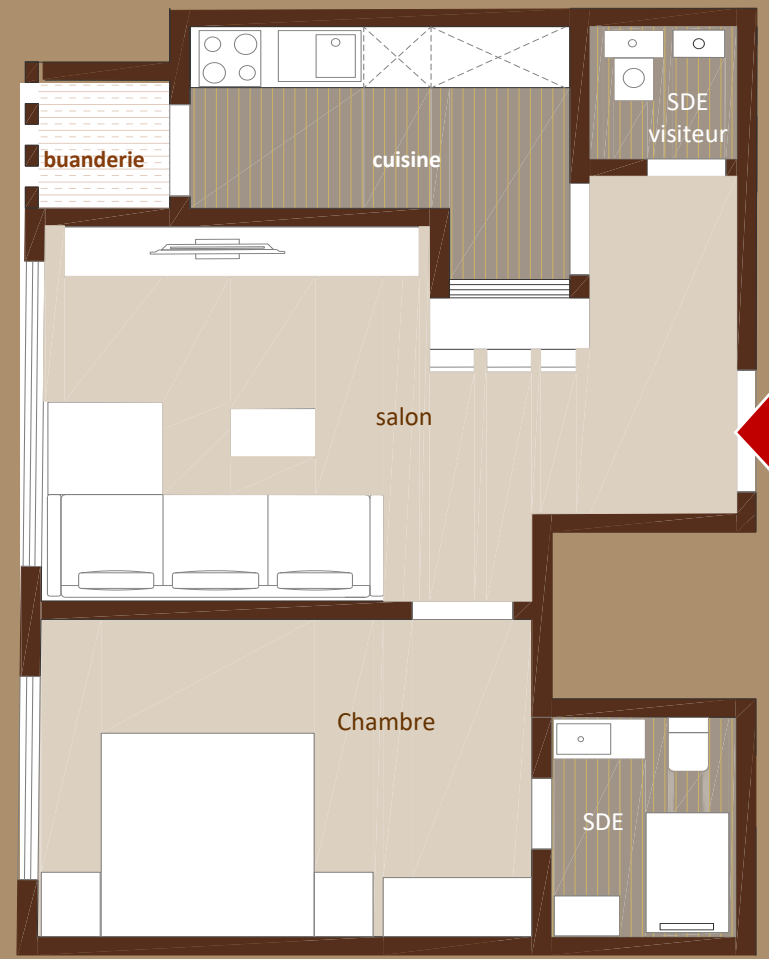 SDE
visiteur
buanderie
cuisine
salon
Chambre
SDE